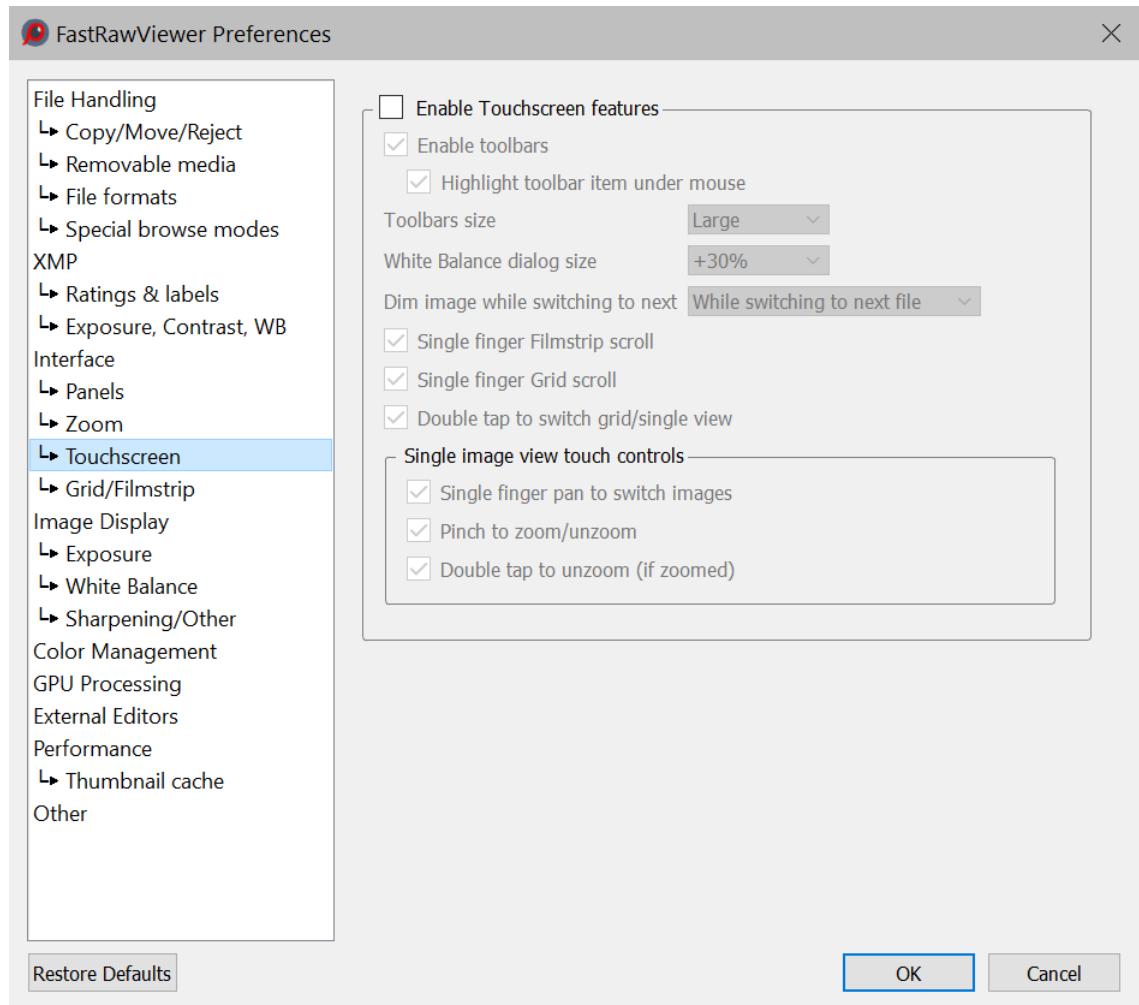 FastRawViewer Preferences
File Handling
Copy/Move/Reject
Removable media
File formats
Special browse modes
XMP
Ratings & labels
Exposure, Contrast, WB
Interface
Panels
Zoom
Touchscreen
Grid/Filmstrip
Image Display
Exposure
White Balance
Sharpening/Other
Color Management
GPU Processing
External Editors
Performance
Thumbnail cache
Other
Enable Touchscreen features
Enable toolbars
Highlight toolbar item under mouse
Toolbars size Large
White Balance dialog size +30%
Dim image while switching to next While switching to next file
Single finger Filmstrip scroll
Single finger Grid scroll
Double tap to switch grid/single view
Single image view touch controls
Single finger pan to switch images
Pinch to zoom/unzoom
Double tap to unzoom (if zoomed)
Restore Defaults OK Cancel